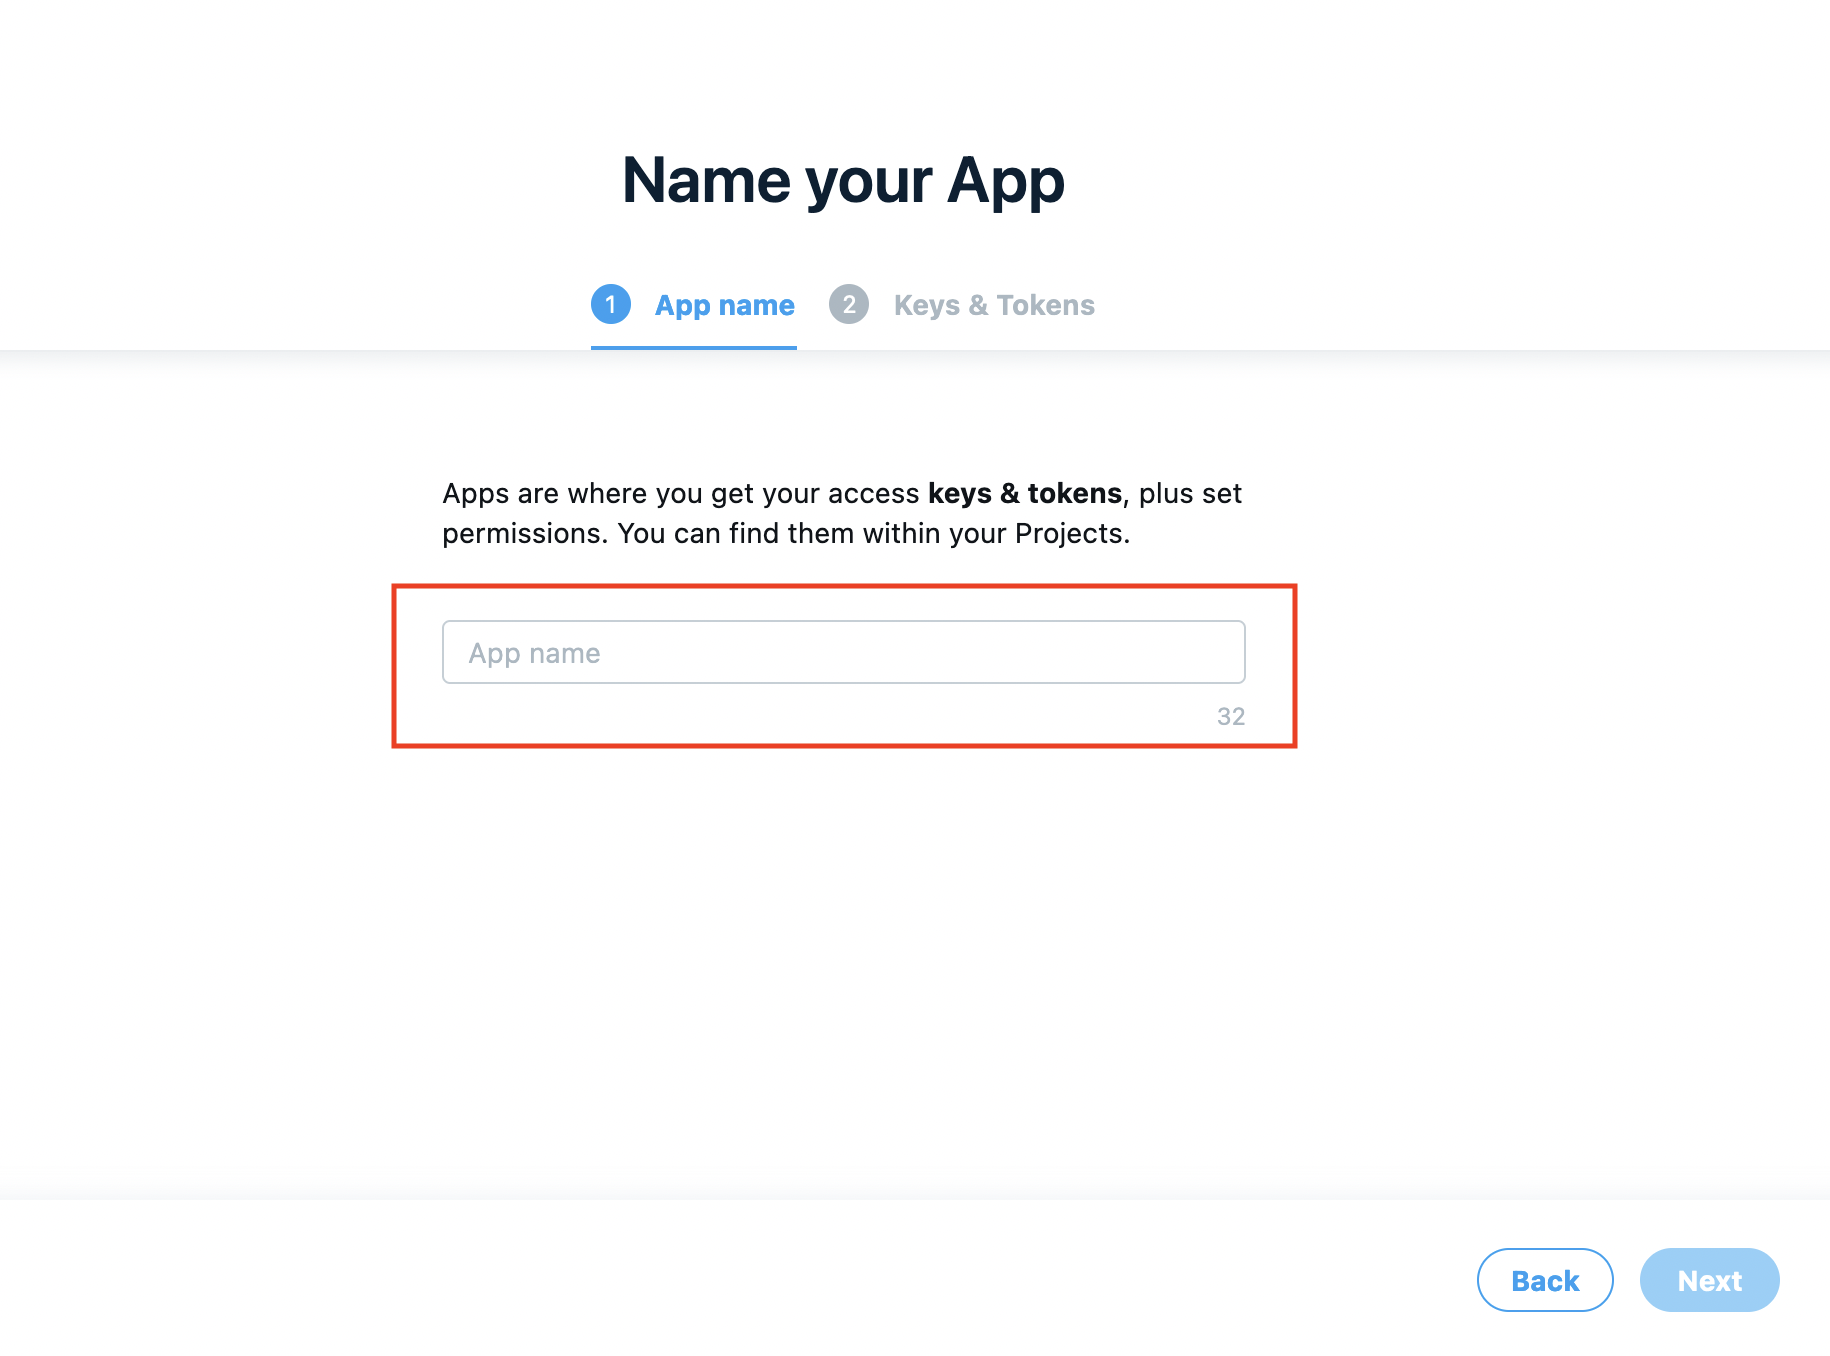 Name your App
1 App name 2 Keys & Tokens
Apps are where you get your access keys & tokens, plus set
permissions. You can find them within your Projects.
App name
32
Back Next